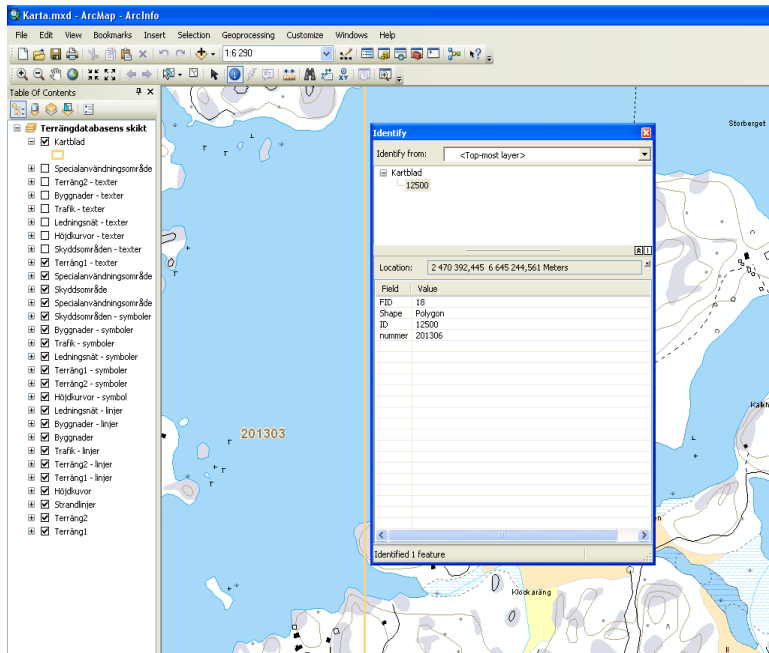 Karta.mxd - ArcMap - ArcInfo
File Edit View Bookmarks Insert Selection Geoprocessing Customize Windows Help
1:6 290
Table Of Contents
Terrängdatabasens skikt
Kartblad
Specialanvändningsområde
Terräng2 - texter
Byggnader - texter
Trafik - texter
Ledningsnät - texter
Höjdkurvor - texter
Skyddsområden - texter
Terräng1 - texter
Specialanvändningsområde
Skyddsområde
Specialanvändningsområde
Skyddsområden - symboler
Byggnader - symboler
Trafik - symboler
Ledningsnät - symboler
Terräng1 - symboler
Terräng2 - symboler
Höjdkurvor - symbol
Ledningsnät - linjer
Byggnader - linjer
Byggnader
Trafik - linjer
Terräng2 - linjer
Terräng1 - linjer
Höjdkuvor
Strandlinjer
Terräng2
Terräng1
Storberget
201303
Klockaräng
Identify
Identify from: <Top-most layer>
Kartblad
12500
Location: 2 470 392,445 6 645 244,561 Meters
Field Value
FID 18
Shape Polygon
ID 12500
nummer 201306
Identified 1 feature